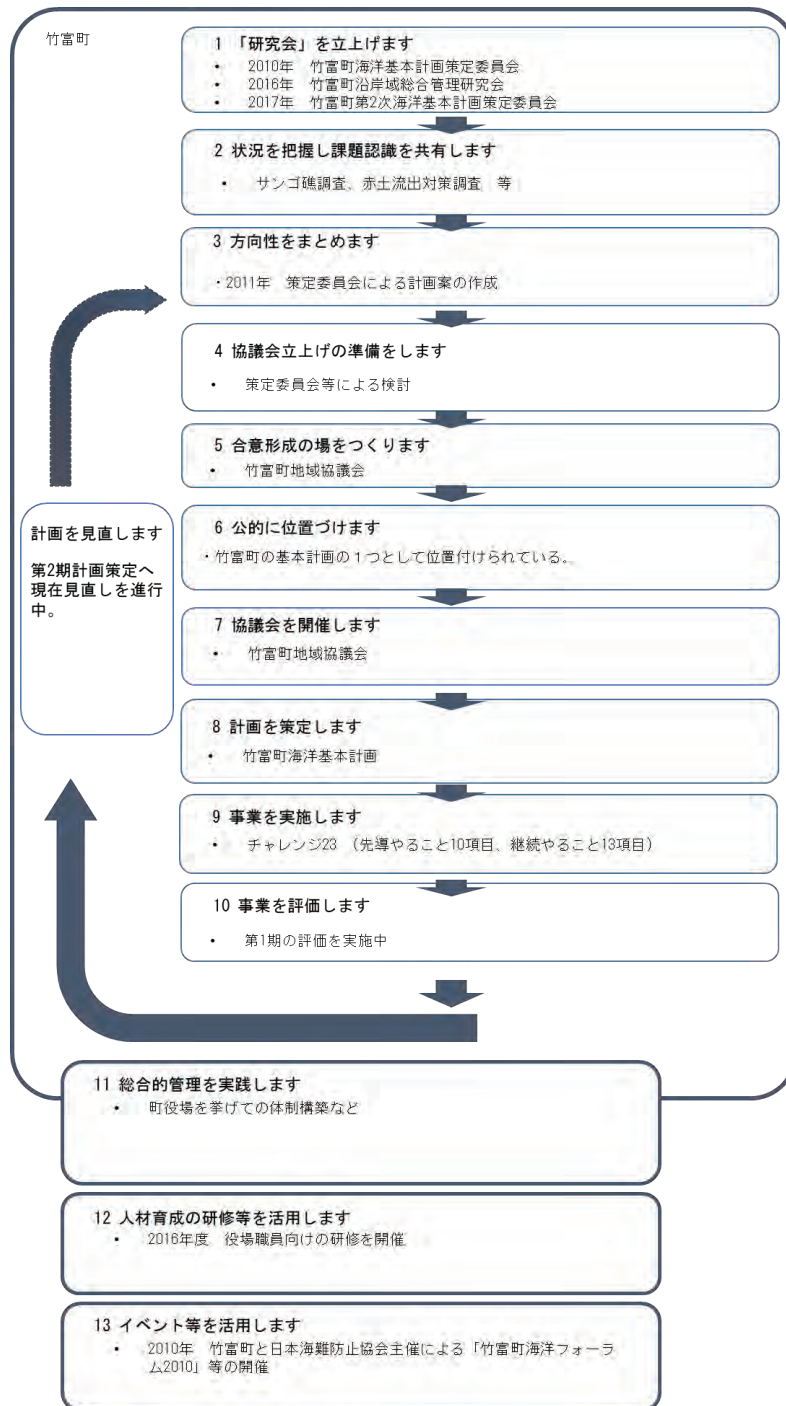 竹富町
1 「研究会」を立上げます
• 2010年 竹富町海洋基本計画策定委員会
• 2016年 竹富町沿岸域総合管理研究会
• 2017年 竹富町第2次海洋基本計画策定委員会
2 状況を把握し課題認識を共有します
• サンゴ礁調査、赤土流出対策調査 等
3 方向性をまとめます
・2011年 策定委員会による計画案の作成
4 協議会立上げの準備をします
• 策定委員会等による検討
5 合意形成の場をつくります
• 竹富町地域協議会
6 公的に位置づけます
・竹富町の基本計画の１つとして位置付けられている。
7 協議会を開催します
• 竹富町地域協議会
8 計画を策定します
• 竹富町海洋基本計画
9 事業を実施します
• チャレンジ23 （先導やること10項目、継続やること13項目）
10 事業を評価します
• 第1期の評価を実施中
計画を見直します
第2期計画策定へ
現在見直しを進行
中。
11 総合的管理を実践します
• 町役場を挙げての体制構築など
12 人材育成の研修等を活用します
• 2016年度 役場職員向けの研修を開催
13 イベント等を活用します
• 2010年 竹富町と日本海難防止協会主催による「竹富町海洋フォーラ
ム2010」等の開催